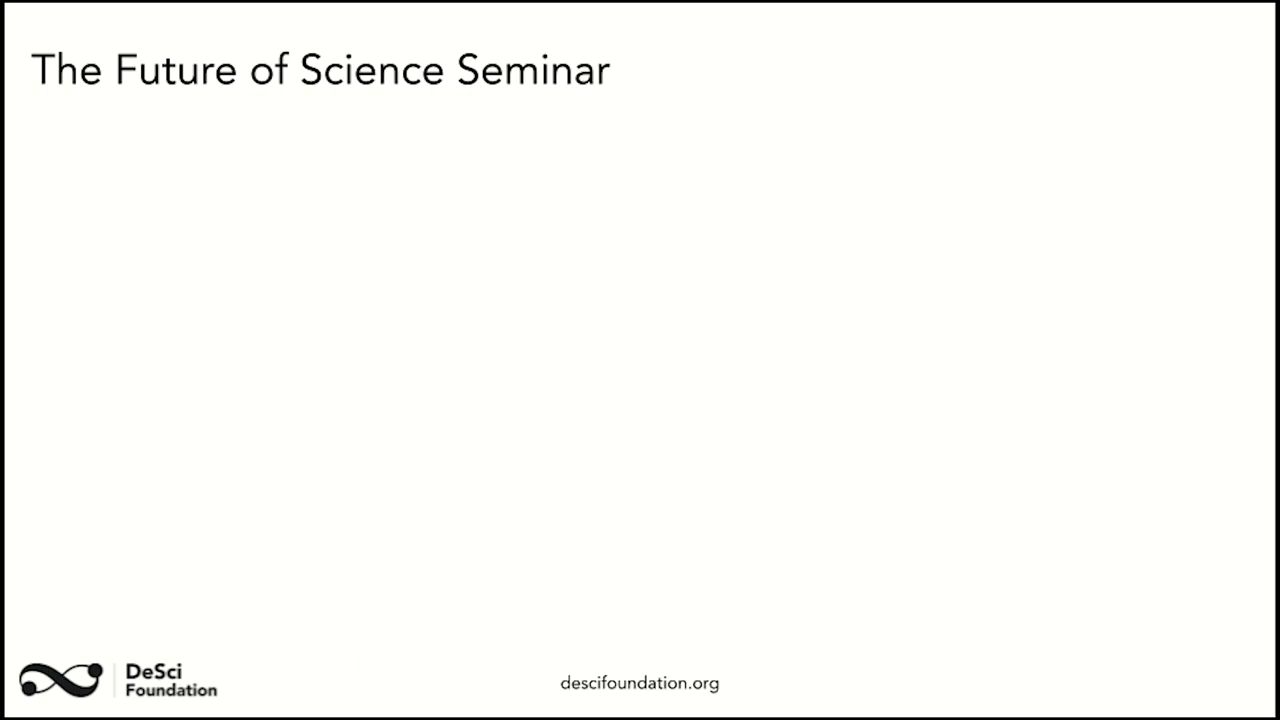 The Future of Science Seminar
DeSci
Foundation
descifoundation.org